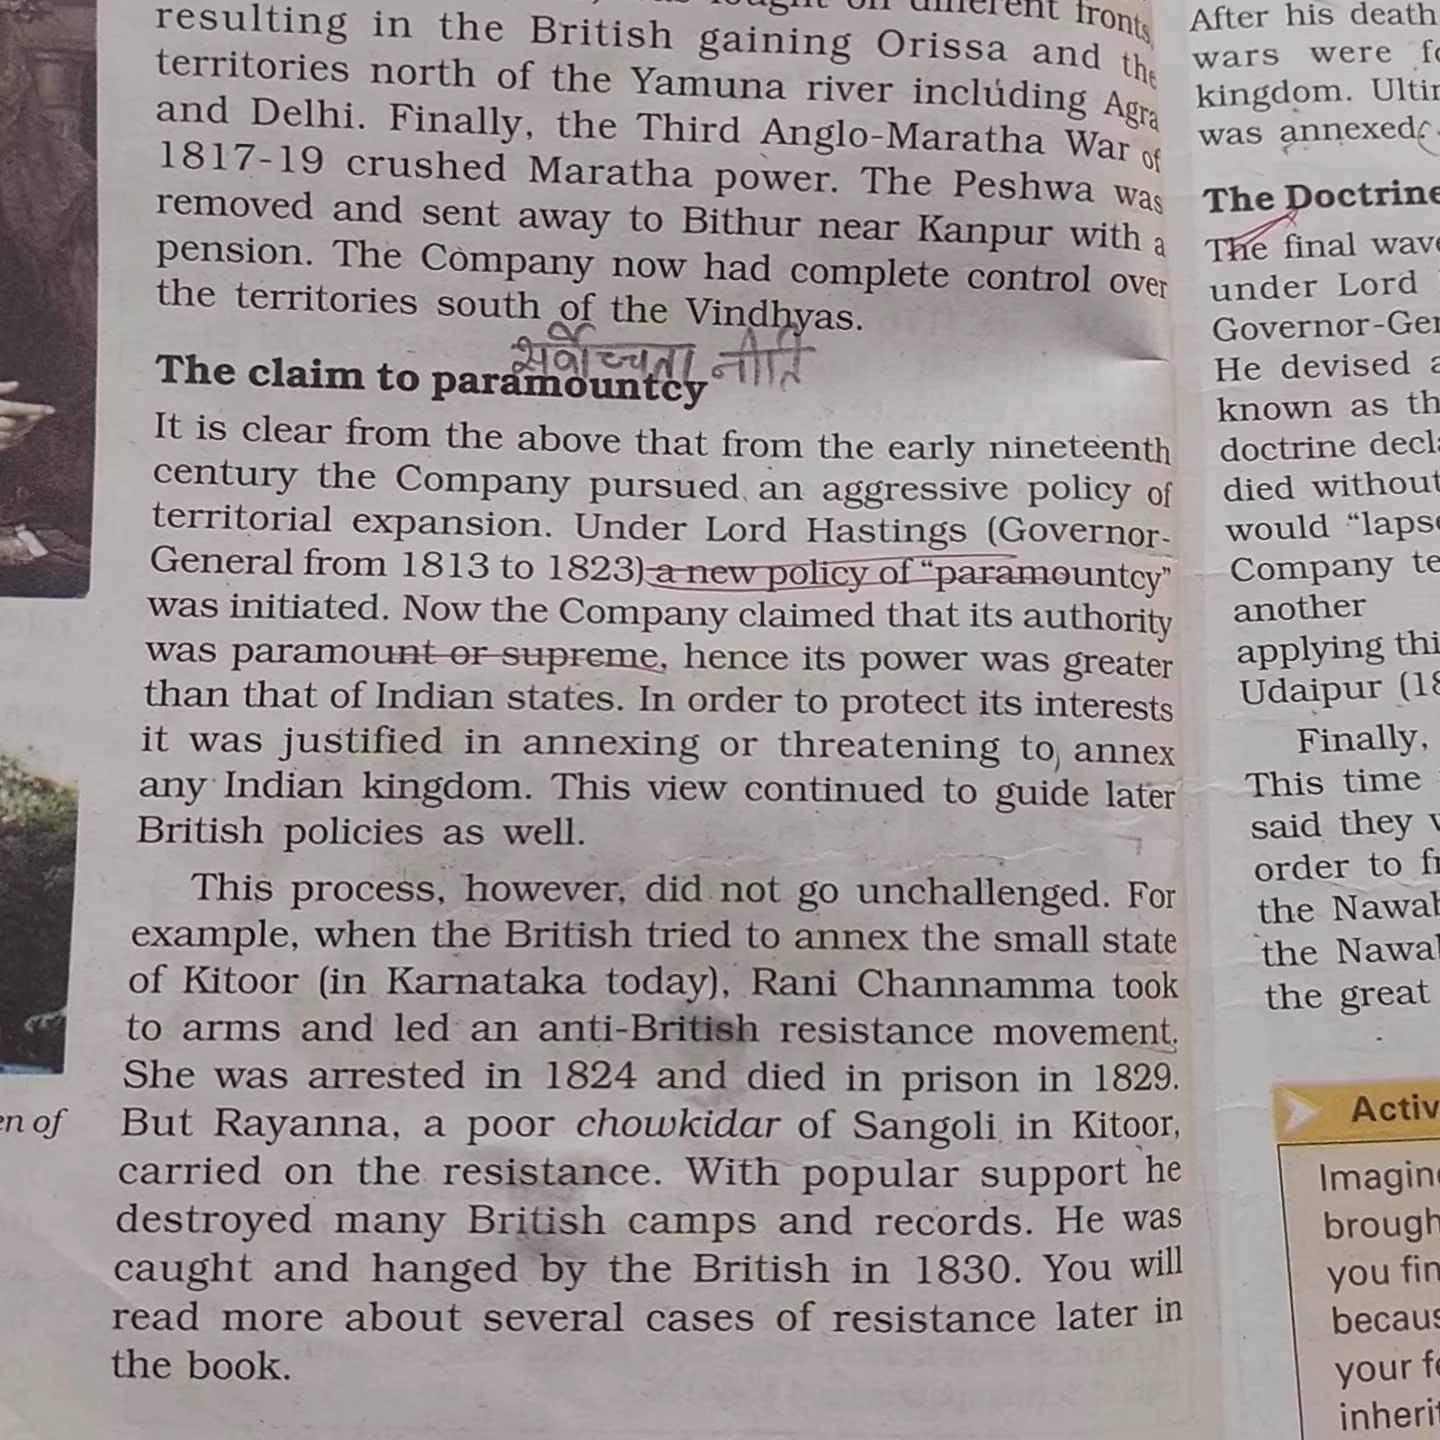 different fronts,
resulting in the British gaining Orissa and the
territories north of the Yamuna river including Agra
and Delhi. Finally, the Third Anglo-Maratha War of
1817-19 crushed Maratha power. The Peshwa was
removed and sent away to Bithur near Kanpur with a
pension. The Company now had complete control over
the territories south of the Vindhyas.
सर्वोच्चता नीति
The claim to paramountcy
It is clear from the above that from the early nineteenth
century the Company pursued an aggressive policy of
territorial expansion. Under Lord Hastings (Governor-
General from 1813 to 1823) a new policy of “paramountcy”
was initiated. Now the Company claimed that its authority
was paramount or supreme, hence its power was greater
than that of Indian states. In order to protect its interests
it was justified in annexing or threatening to annex
any Indian kingdom. This view continued to guide later
British policies as well.
This process, however, did not go unchallenged. For
example, when the British tried to annex the small state
of Kitoor (in Karnataka today), Rani Channamma took
to arms and led an anti-British resistance movement.
She was arrested in 1824 and died in prison in 1829.
But Rayanna, a poor chowkidar of Sangoli in Kitoor,
carried on the resistance. With popular support he
destroyed many British camps and records. He was
caught and hanged by the British in 1830. You will
read more about several cases of resistance later in
the book.
en of
After his death
wars were
kingdom.
was annexed
The Doctrine
The final
under Lord
He devised
known as
doctrine
died without
would
Company
another
applying
Udaipur (18
Finally,
This time
said they
order to
the
the
the great
Activ
you
your